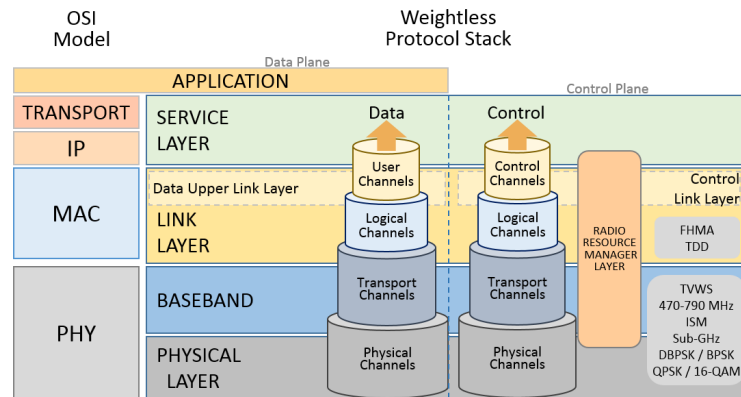 OSI
Model
Weightless
Protocol Stack
Data Plane
APPLICATION
Control Plane
TRANSPORT
IP
SERVICE
LAYER
Data
Control
User
Channels
Control
Channels
MAC
Data Upper Link Layer
Control
Link Layer
LINK
LAYER
Logical
Channels
Logical
Channels
RADIO
RESOURCE
MANAGER
LAYER
FHMA
TDD
PHY
BASEBAND
Transport
Channels
Transport
Channels
TVWS
470-790 MHz
ISM
Sub-GHz
DBPSK / BPSK
QPSK / 16-QAM
PHYSICAL
LAYER
Physical
Channels
Physical
Channels